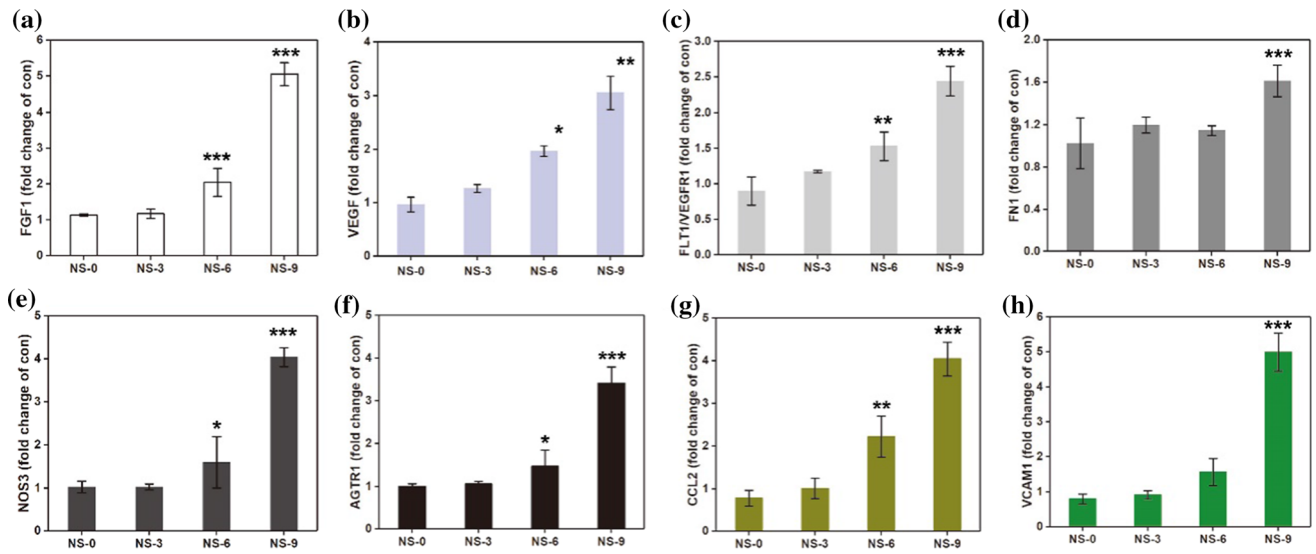 (a)
FGF1 (fold change of con)
6
5
4
3
2
1
0
***
***
NS-0 NS-3 NS-6 NS-9
(b)
VEGF (fold change of con)
4
3
2
1
0
*
**
NS-0 NS-3 NS-6 NS-9
(c)
FLT1/VEGFR1 (fold change of con)
3.0
2.5
2.0
1.5
1.0
0.5
0.0
**
***
NS-0 NS-3 NS-6 NS-9
(d)
FN1 (fold change of con)
2.0
1.6
1.2
0.8
0.4
0.0
***
NS-0 NS-3 NS-6 NS-9
(e)
NOS3 (fold change of con)
5
4
3
2
1
0
*
***
NS-0 NS-3 NS-6 NS-9
(f)
AGTR1 (fold change of con)
5
4
3
2
1
0
*
***
NS-0 NS-3 NS-6 NS-9
(g)
CCL2 (fold change of con)
5
4
3
2
1
0
**
***
NS-0 NS-3 NS-6 NS-9
(h)
VCAM1 (fold change of con)
6
5
4
3
2
1
0
***
NS-0 NS-3 NS-6 NS-9